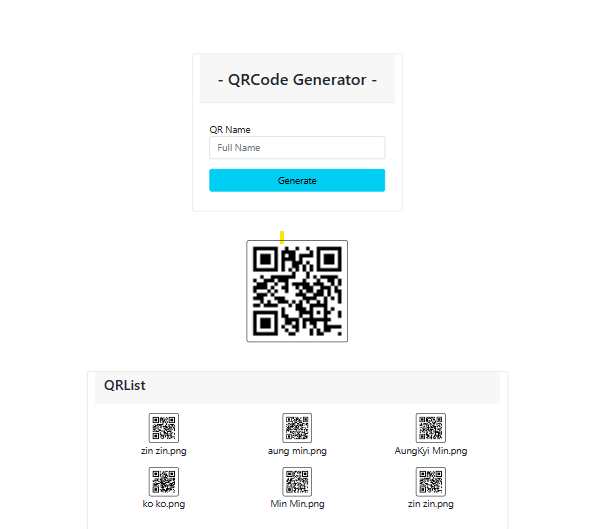 - QRCode Generator -
QR Name
Full Name
Generate
QRList
zin zin.png
aung min.png
AungKyi Min.png
ko ko.png
Min Min.png
zin zin.png